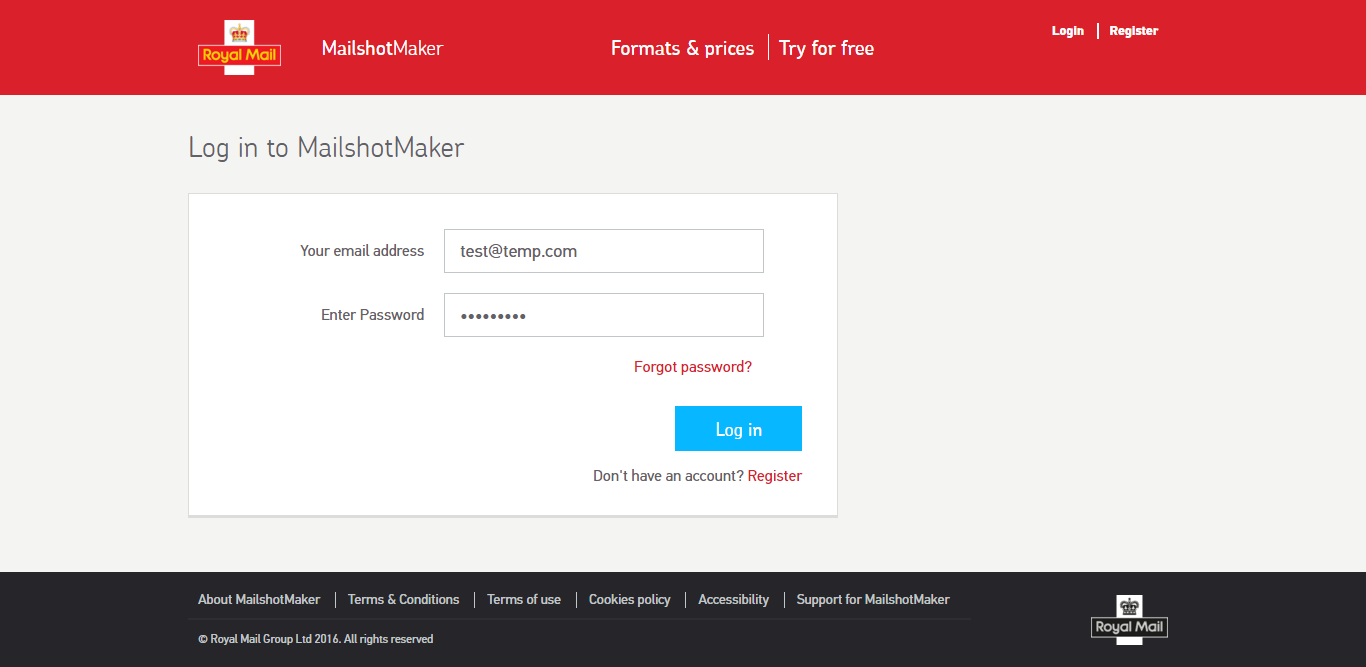 Royal Mail
MailshotMaker
Formats & prices
Try for free
Login
Register
Log in to MailshotMaker
Your email address
test@temp.com
Enter Password
•••••••••
Forgot password?
Log in
Don't have an account? Register
About MailshotMaker
Terms & Conditions
Terms of use
Cookies policy
Accessibility
Support for MailshotMaker
Royal Mail
© Royal Mail Group Ltd 2016. All rights reserved